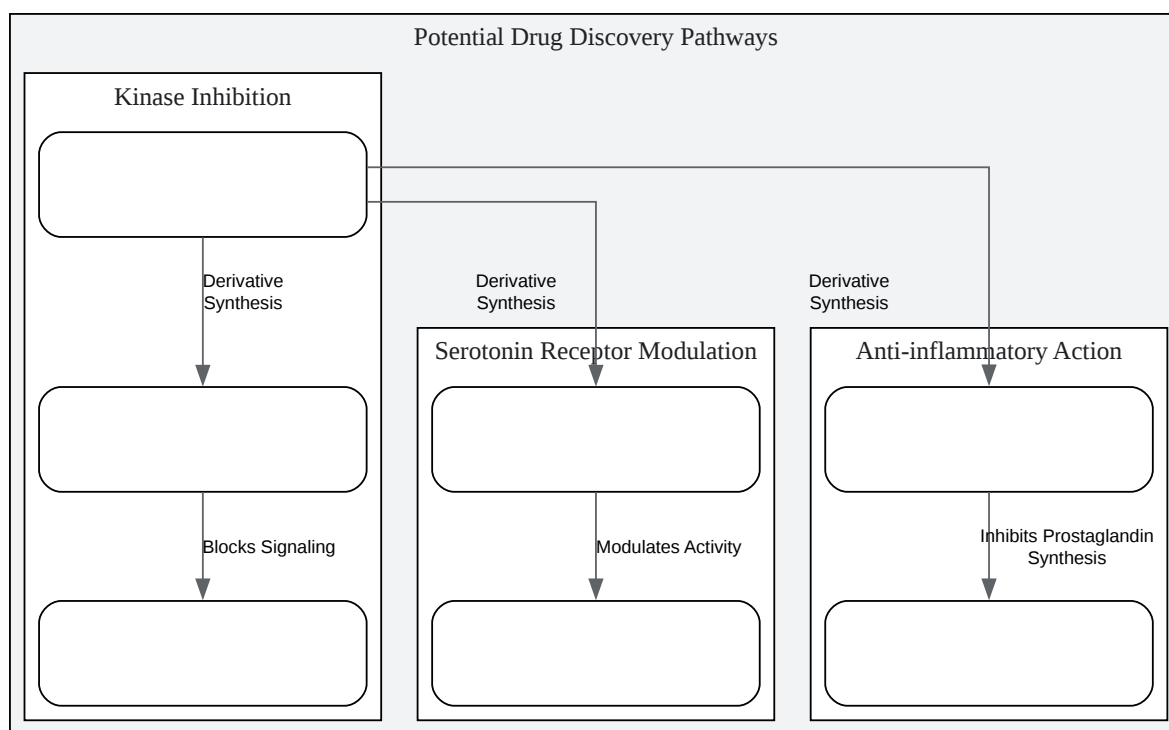 Potential Drug Discovery Pathways
Kinase Inhibition
Derivative
Synthesis
Derivative
Synthesis
Derivative
Synthesis
Serotonin Receptor Modulation
Anti-inflammatory Action
Blocks Signaling
Modulates Activity
Inhibits Prostaglandin
Synthesis